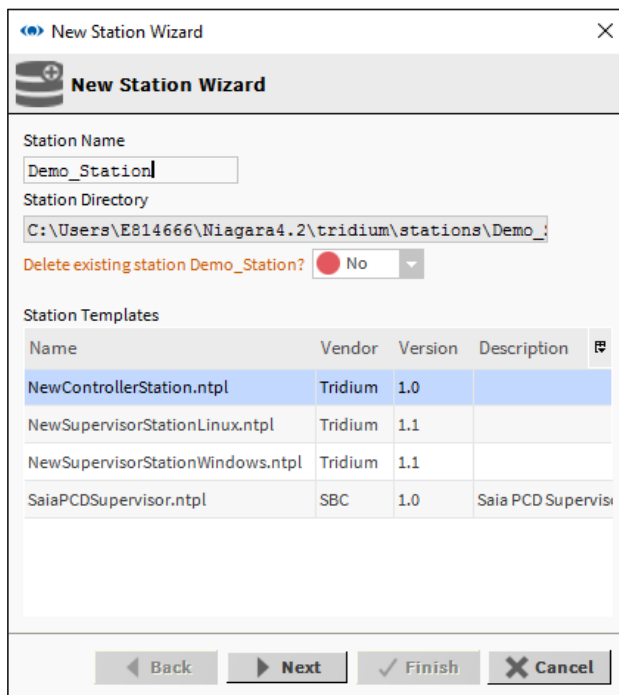 New Station Wizard
New Station Wizard
Station Name
Demo_Station
Station Directory
C:\Users\E814666\Niagara4.2\tridium\stations\Demo_
Delete existing station Demo_Station? No
Station Templates
Name Vendor Version Description
NewControllerStation.ntpl Tridium 1.0
NewSupervisorStationLinux.ntpl Tridium 1.1
NewSupervisorStationWindows.ntpl Tridium 1.1
SaiaPCDSupervisor.ntpl SBC 1.0 Saia PCD Superviso
Back Next Finish Cancel